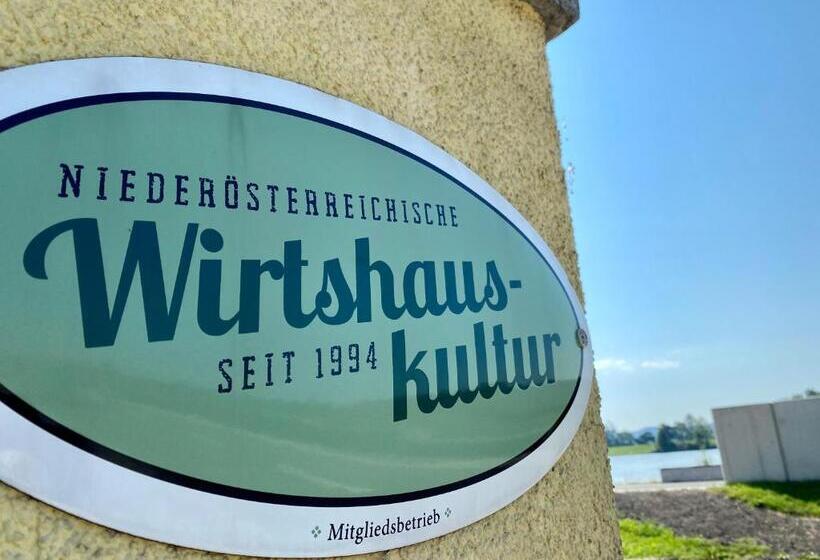 NIEDERÖSTERREICHISCHE
Wirtshaus-
kultur
SEIT 1994
Mitgliedsbetrieb